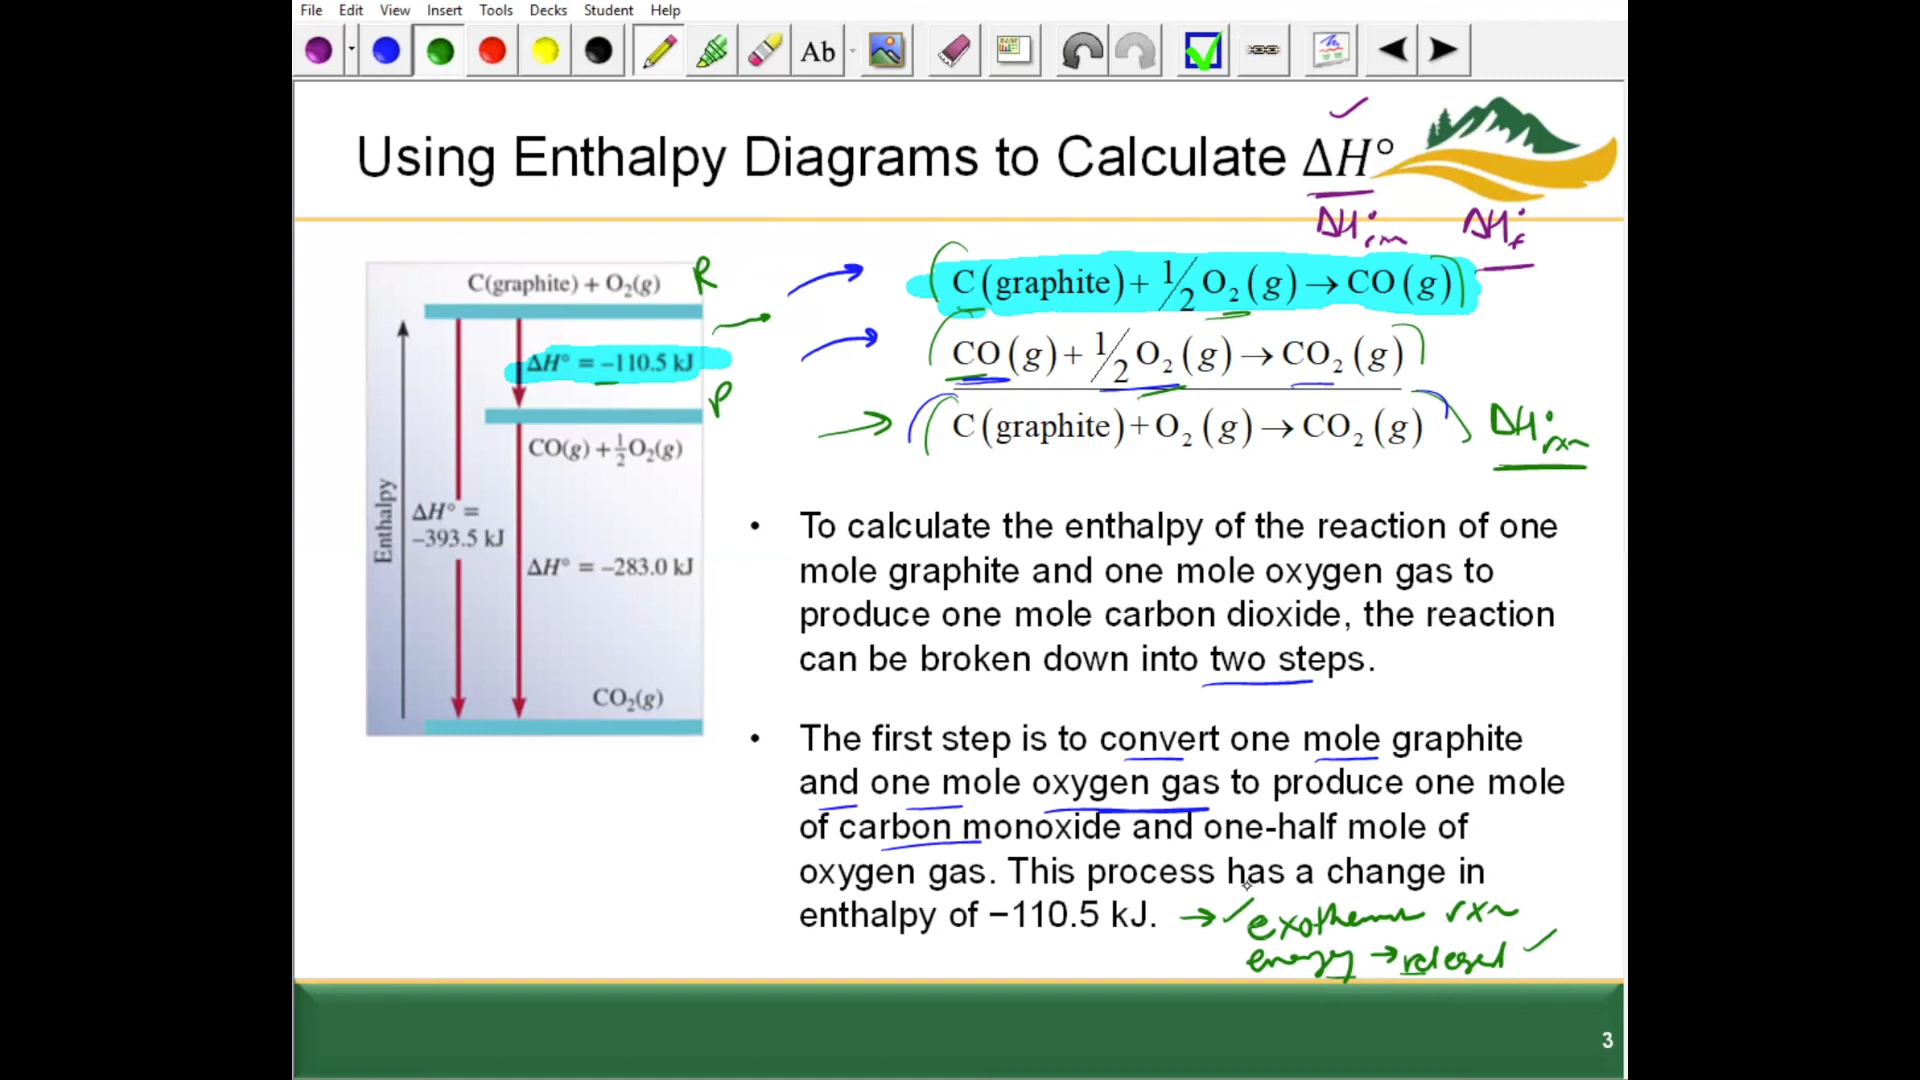 File Edit View Insert Tools Decks Student Help
Ab
Using Enthalpy Diagrams to Calculate ΔH°
ΔH°rxn ΔH°f
C(graphite) + O₂(g) R
ΔH° = –110.5 kJ
P
CO(g) + ½O₂(g)
Enthalpy
ΔH° =
–393.5 kJ
ΔH° = –283.0 kJ
CO₂(g)
C(graphite) + 1/2 O₂(g) → CO(g)
CO(g) + 1/2 O₂(g) → CO₂(g)
C(graphite) + O₂(g) → CO₂(g) ΔH°rxn
• To calculate the enthalpy of the reaction of one
mole graphite and one mole oxygen gas to
produce one mole carbon dioxide, the reaction
can be broken down into two steps.
• The first step is to convert one mole graphite
and one mole oxygen gas to produce one mole
of carbon monoxide and one-half mole of
oxygen gas. This process has a change in
enthalpy of −110.5 kJ. → ✓ exothermic rxn
energy → released ✓
3